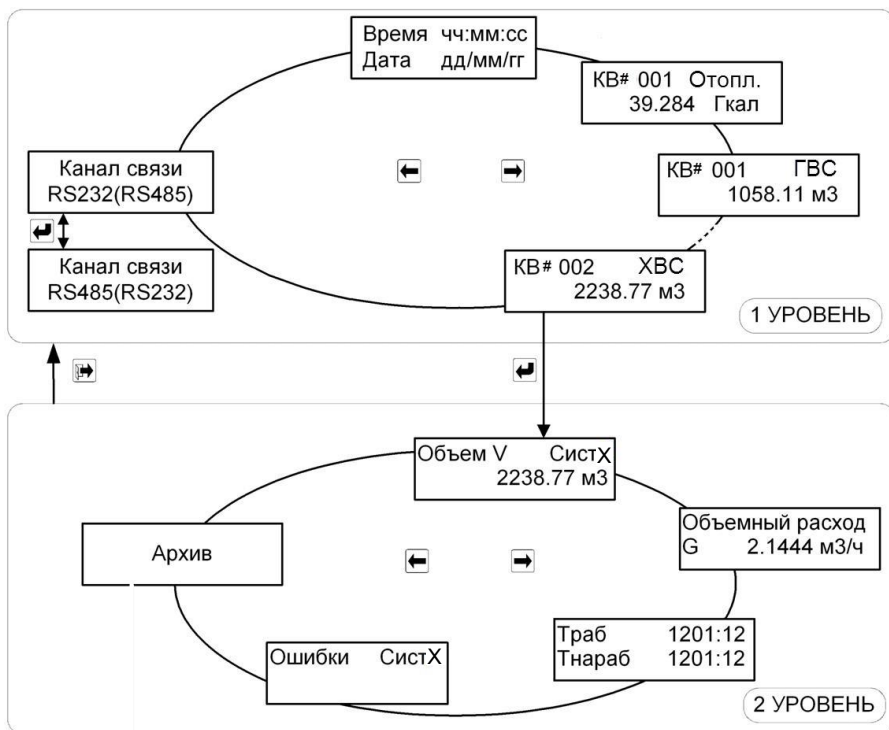 Время чч:мм:сс
Дата дд/мм/гг
КВ# 001 Отопл.
39.284 Гкал
КВ# 001 ГВС
1058.11 м3
Канал связи
RS232(RS485)
Канал связи
RS485(RS232)
КВ# 002 ХВС
2238.77 м3
1 УРОВЕНЬ
Объем V СистX
2238.77 м3
Объемный расход
G 2.1444 м3/ч
Архив
Траб 1201:12
Тнараб 1201:12
Ошибки СистX
2 УРОВЕНЬ